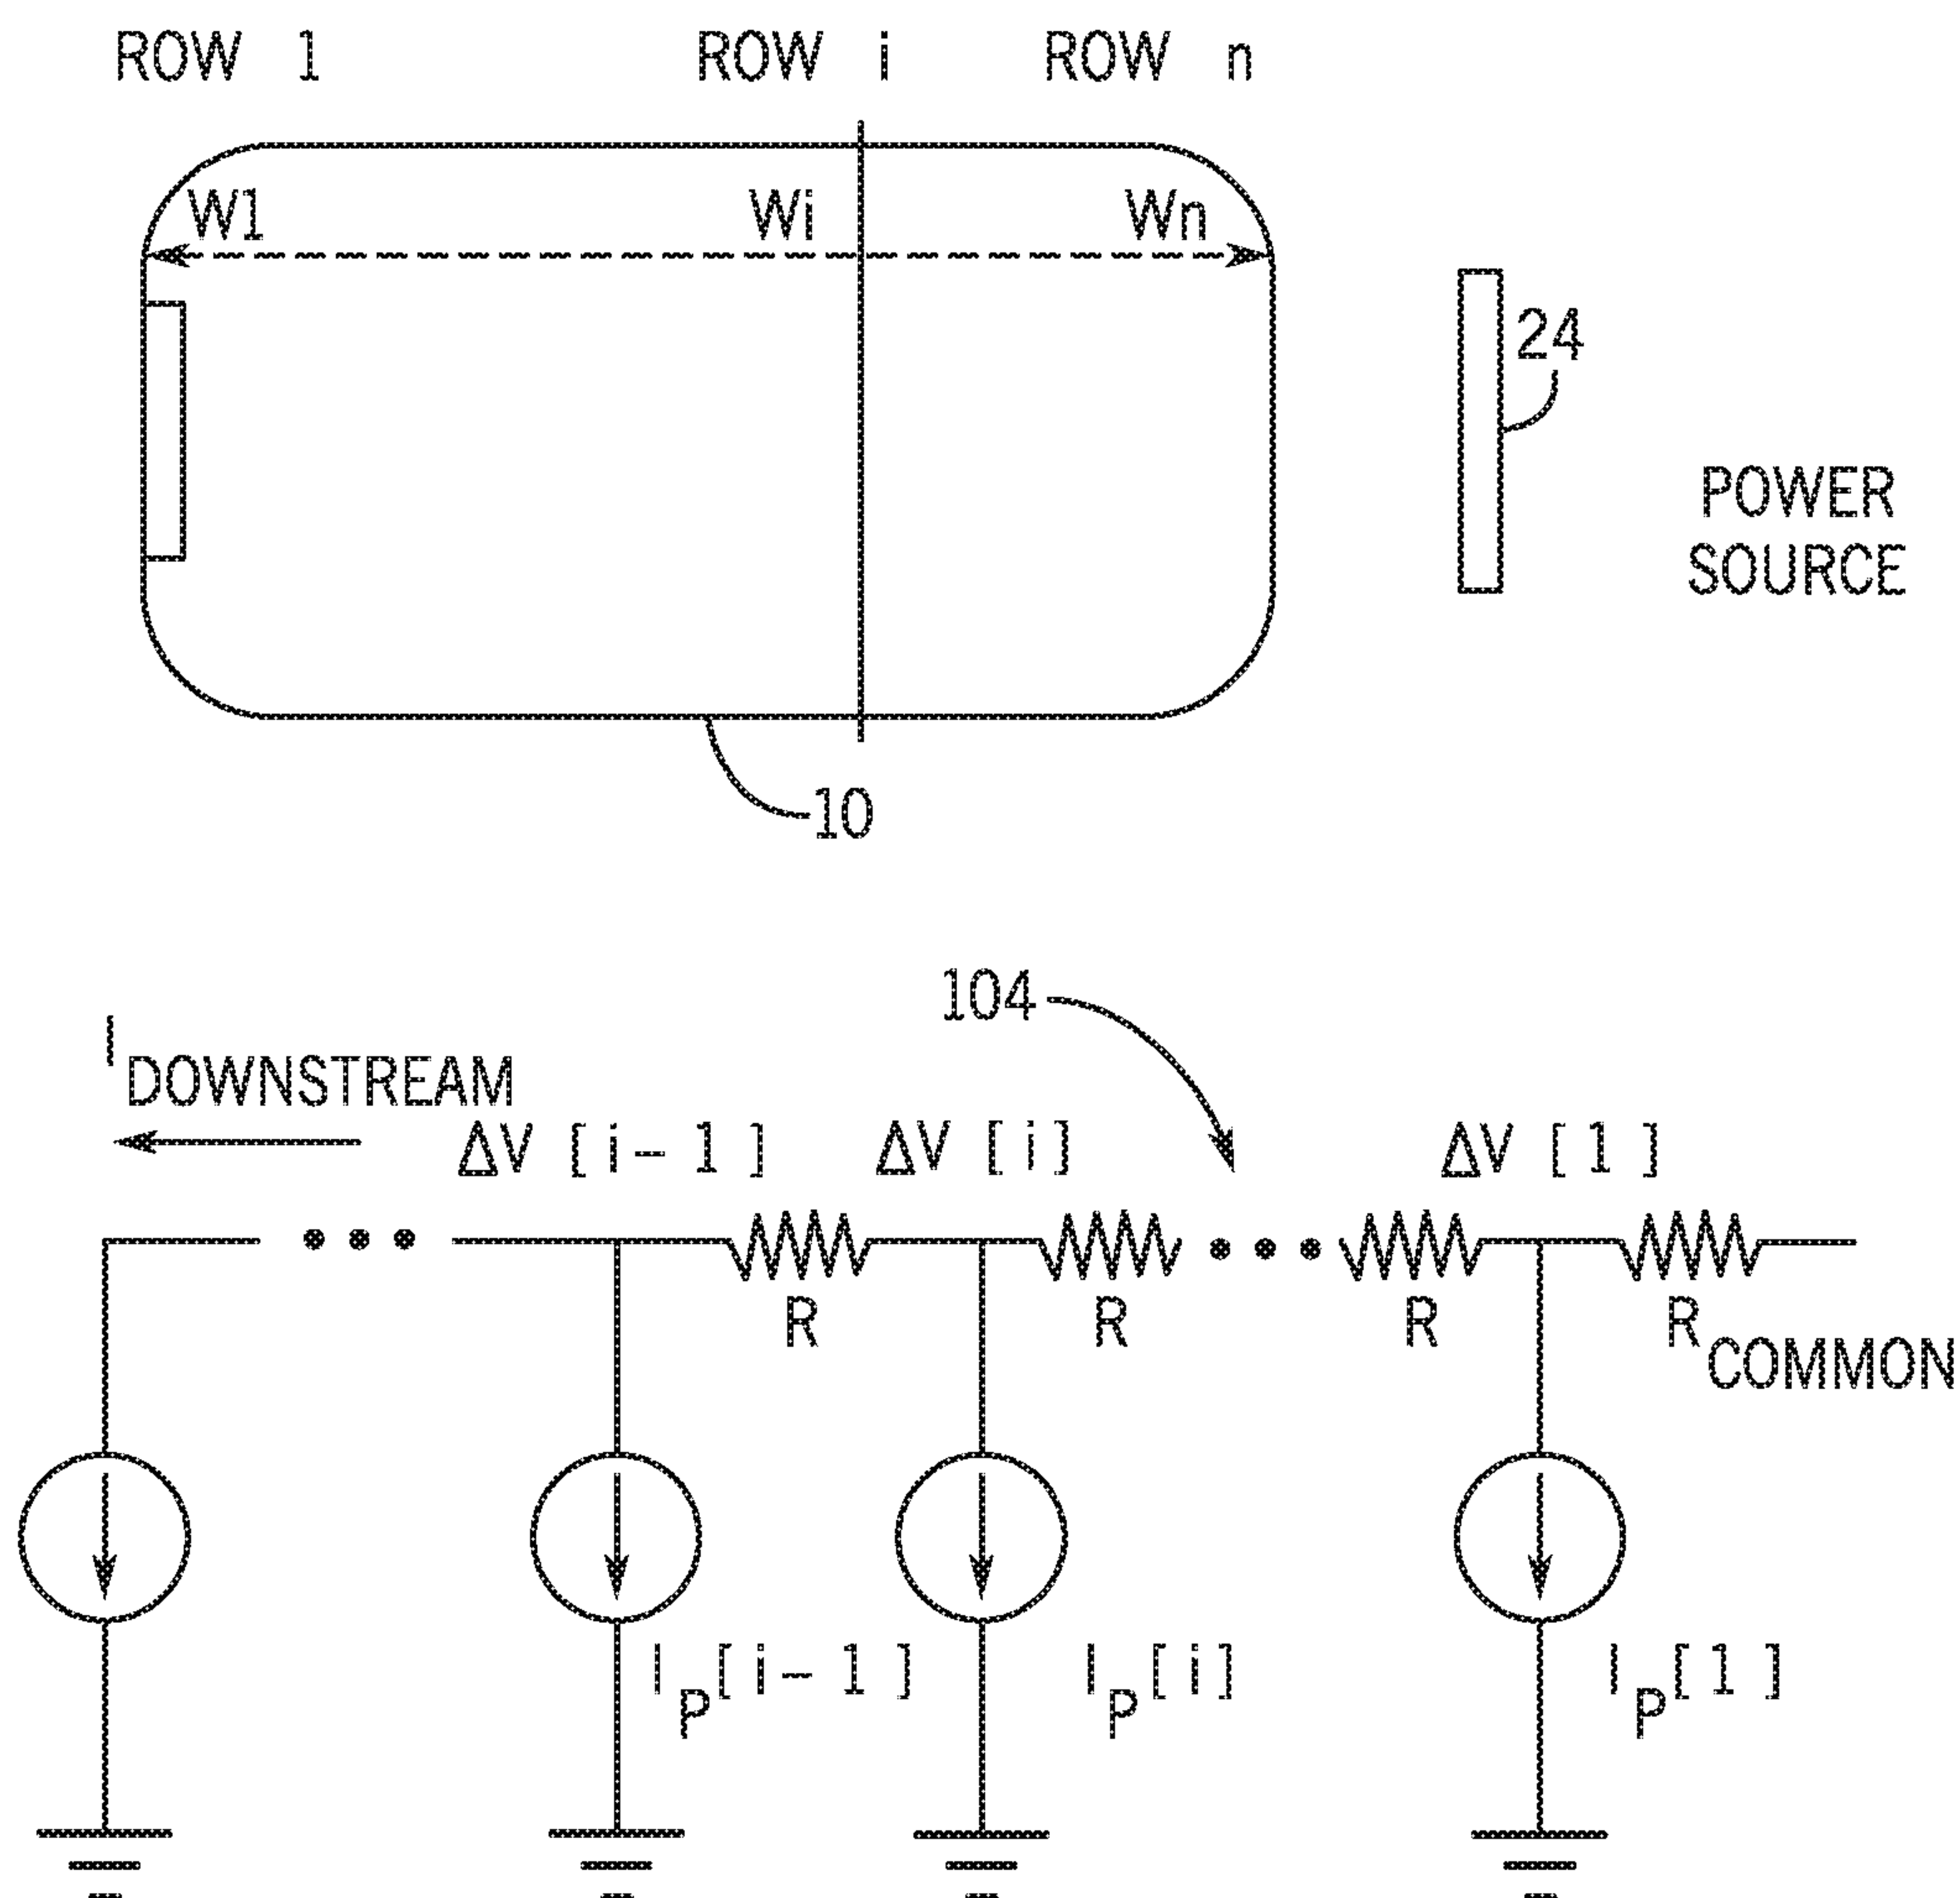 ROW 1 ROW i ROW n
W1 Wi Wn
24
POWER
SOURCE
10
104
I DOWNSTREAM
ΔV [i-1] ΔV [i] ΔV [1]
R R R R COMMON
I P [i-1] I P [i] I P [1]